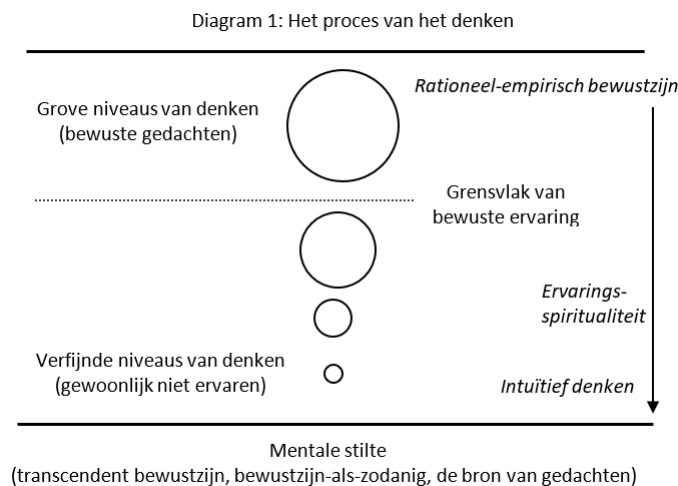 Diagram 1: Het proces van het denken
Rationeel-empirisch bewustzijn
Grove niveaus van denken
(bewuste gedachten)
Grensvlak van
bewuste ervaring
Ervarings-
spiritualiteit
Verfijnde niveaus van denken
(gewoonlijk niet ervaren)
Intuïtief denken
Mentale stilte
(transcendent bewustzijn, bewustzijn-als-zodanig, de bron van gedachten)